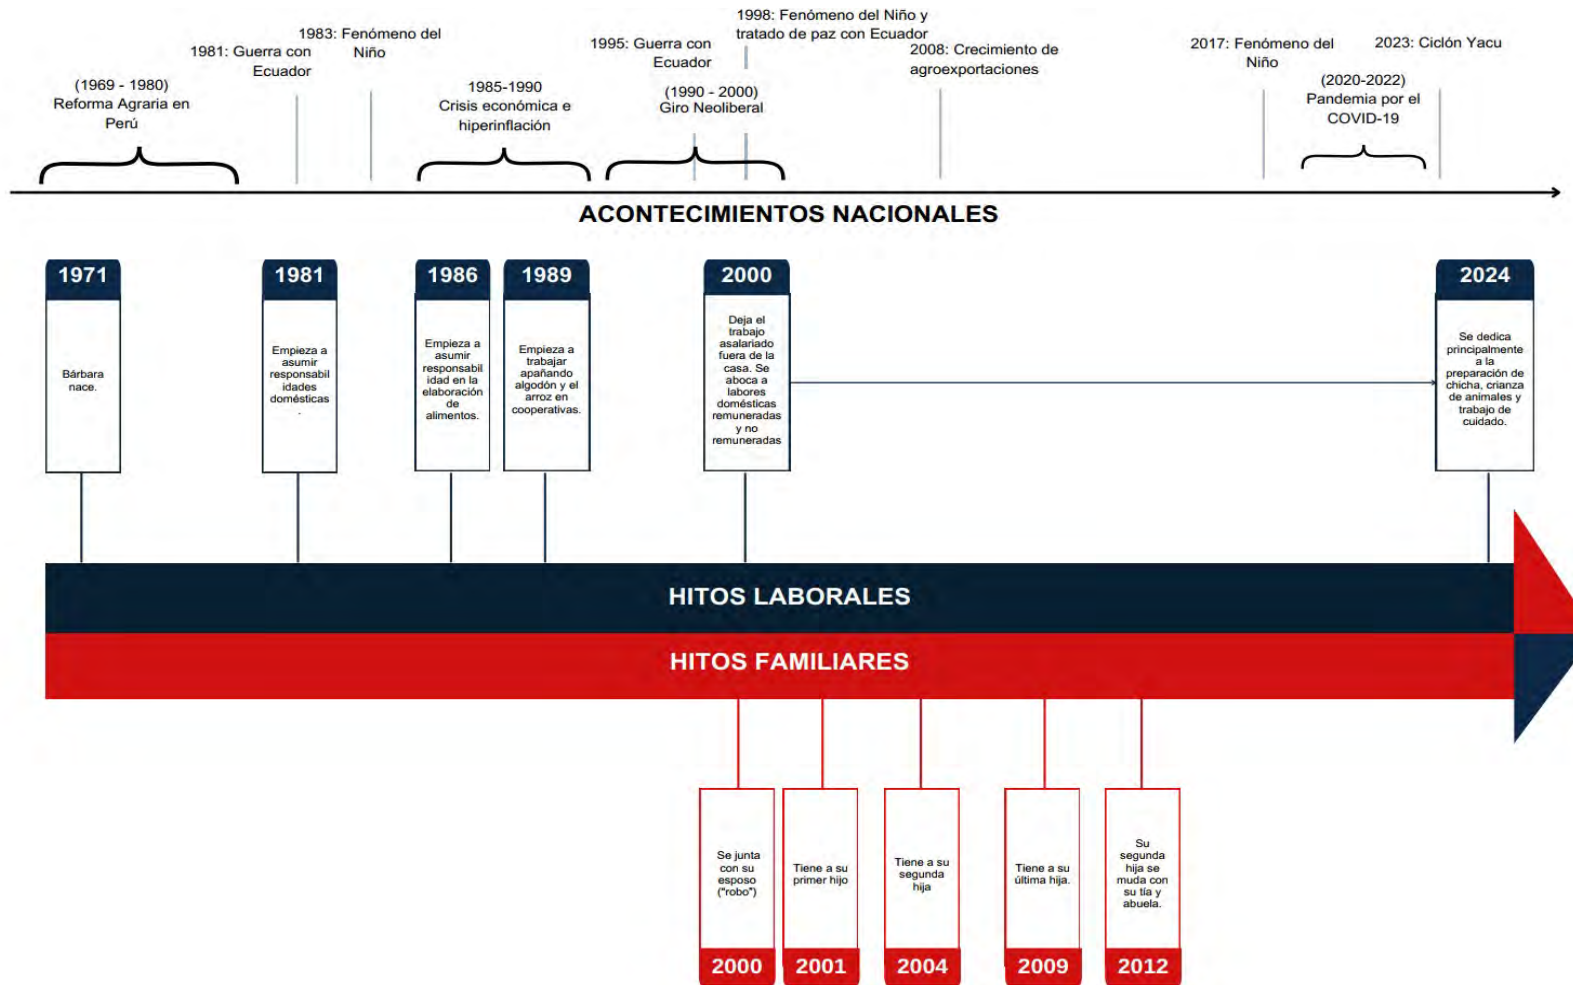 (1969 - 1980)
Reforma Agraria en
Perú
1981: Guerra con
Ecuador
1983: Fenómeno del
Niño
1985-1990
Crisis económica e
hiperinflación
1995: Guerra con
Ecuador
(1990 - 2000)
Giro Neoliberal
1998: Fenómeno del Niño y
tratado de paz con Ecuador
2008: Crecimiento de
agroexportaciones
2017: Fenómeno del
Niño
(2020-2022)
Pandemia por el
COVID-19
2023: Ciclón Yacu
ACONTECIMIENTOS NACIONALES
1971
Bárbara
nace.
1981
Empieza a
asumir
responsabil
idades
domésticas
.
1986
Empieza a
asumir
responsabil
idad en la
elaboración
de
alimentos.
1989
Empieza a
trabajar
apañando
algodón y el
arroz en
cooperativas.
2000
Deja el
trabajo
asalariado
fuera de la
casa. Se
aboca a
labores
domésticas
remuneradas
y no
remuneradas
2024
Se dedica
principalmente
a la
preparación de
chicha, crianza
de animales y
trabajo de
cuidado.
HITOS LABORALES
HITOS FAMILIARES
Se junta
con su
esposo
("robo")
2000
Tiene a su
primer hijo
2001
Tiene a su
segunda
hija
2004
Tiene a su
última hija.
2009
Su
segunda
hija se
muda con
su tía y
abuela.
2012